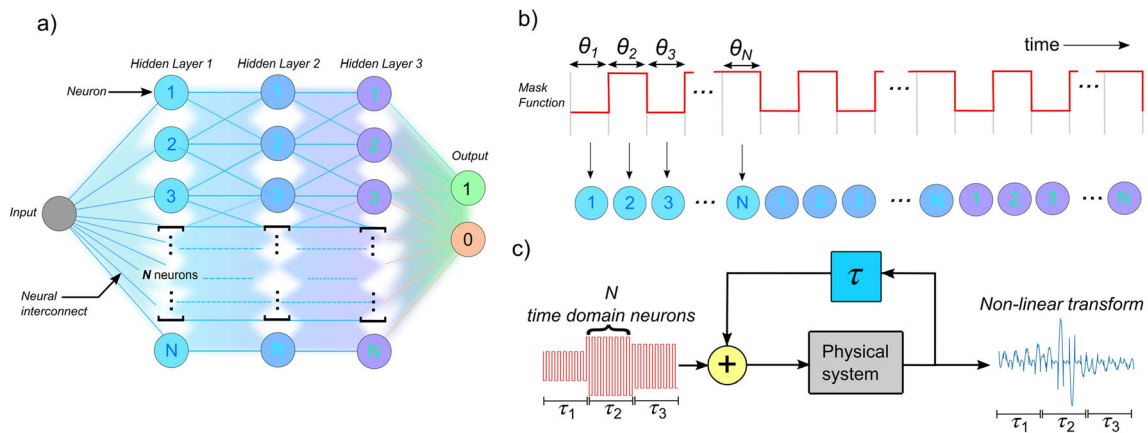 a)
Hidden Layer 1 Hidden Layer 2 Hidden Layer 3
Neuron
1 1 1
2 2 2
3 3 3
Input
Output
1
0
N neurons
Neural
interconnect
N N N
b)
θ1 θ2 θ3 ... θN
time
Mask
Function
... ... ...
1 2 3 ... N 1 2 3 ... N 1 2 3 ... N
c)
τ
N
time domain neurons
Non-linear transform
+
Physical
system
τ1 τ2 τ3
τ1 τ2 τ3